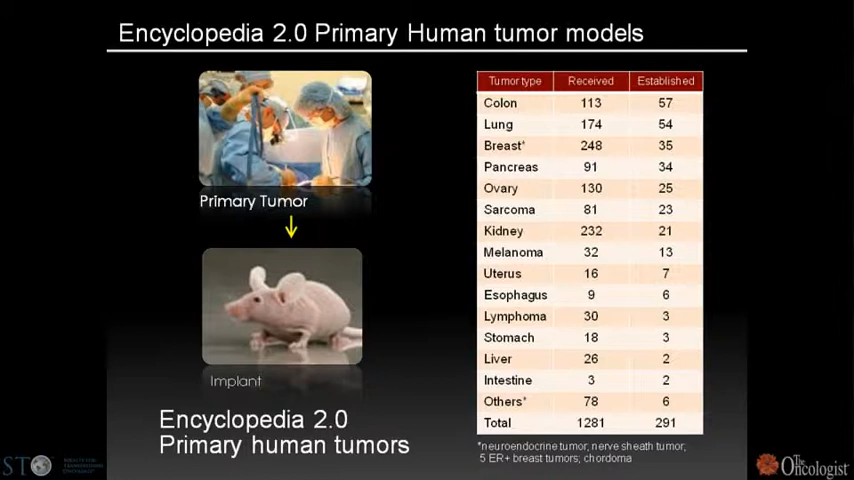 Encyclopedia 2.0 Primary Human tumor models
Primary Tumor
Implant
Encyclopedia 2.0
Primary human tumors
Tumor type Received Established
Colon 113 57
Lung 174 54
Breast* 248 35
Pancreas 91 34
Ovary 130 25
Sarcoma 81 23
Kidney 232 21
Melanoma 32 13
Uterus 16 7
Esophagus 9 6
Lymphoma 30 3
Stomach 18 3
Liver 26 2
Intestine 3 2
Others* 78 6
Total 1281 291
*neuroendocrine tumor; nerve sheath tumor;
5 ER+ breast tumors; chordoma
The
Oncologist